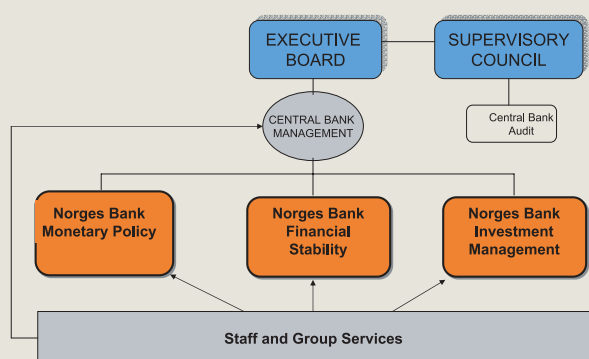 EXECUTIVE
BOARD
SUPERVISORY
COUNCIL
CENTRAL BANK
MANAGEMENT
Central Bank
Audit
Norges Bank
Monetary Policy
Norges Bank
Financial
Stability
Norges Bank
Investment
Management
Staff and Group Services